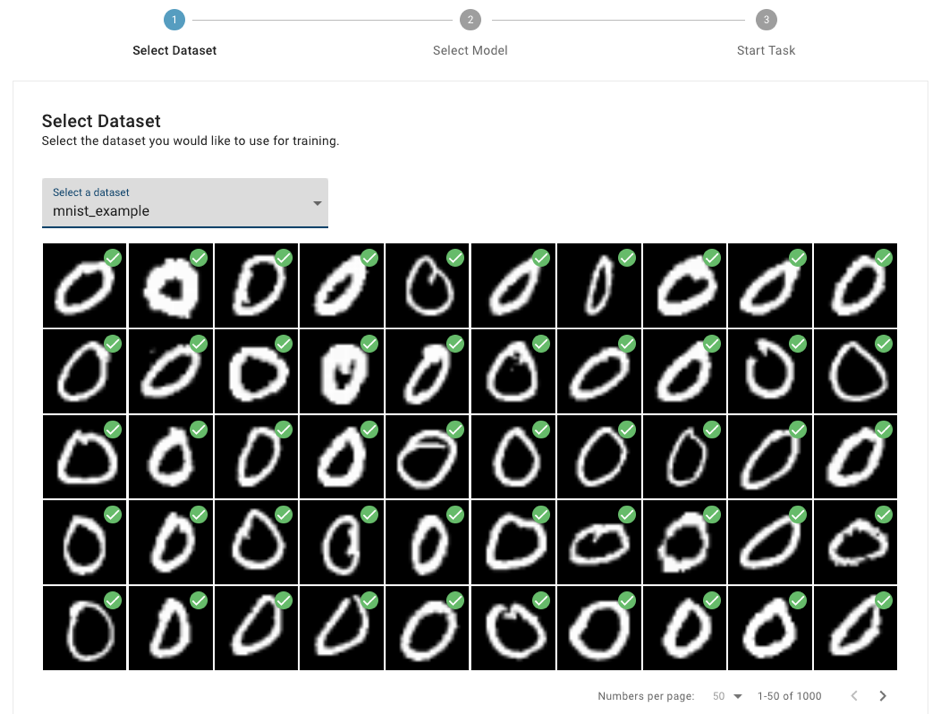 1 2 3
Select Dataset Select Model Start Task
Select Dataset
Select the dataset you would like to use for training.
Select a dataset
mnist_example
Numbers per page: 50 1-50 of 1000